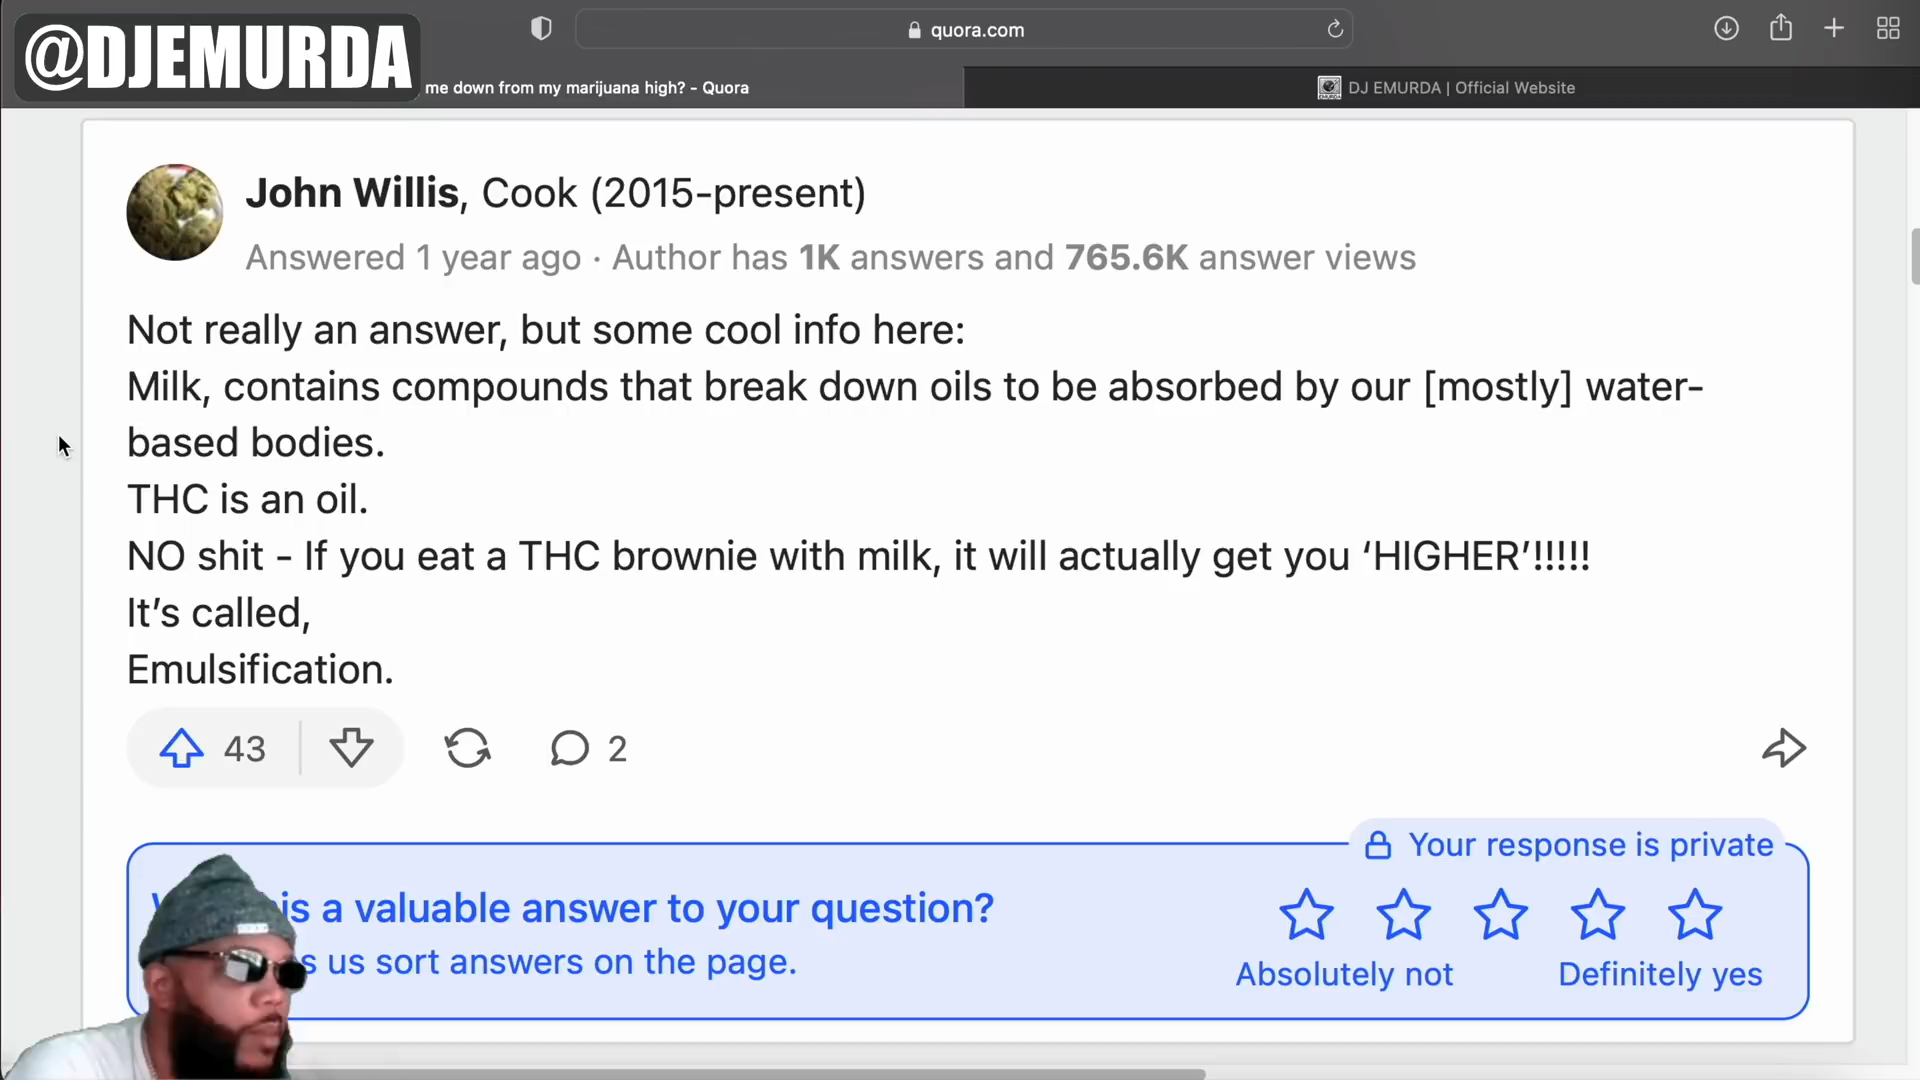 @DJEMURDA
quora.com
me down from my marijuana high? - Quora
DJ EMURDA | Official Website
John Willis, Cook (2015-present)
Answered 1 year ago · Author has 1K answers and 765.6K answer views
Not really an answer, but some cool info here:
Milk, contains compounds that break down oils to be absorbed by our [mostly] water-
based bodies.
THC is an oil.
NO shit - If you eat a THC brownie with milk, it will actually get you ‘HIGHER’!!!!!
It’s called,
Emulsification.
43
2
Your response is private
is a valuable answer to your question?
us sort answers on the page.
Absolutely not
Definitely yes